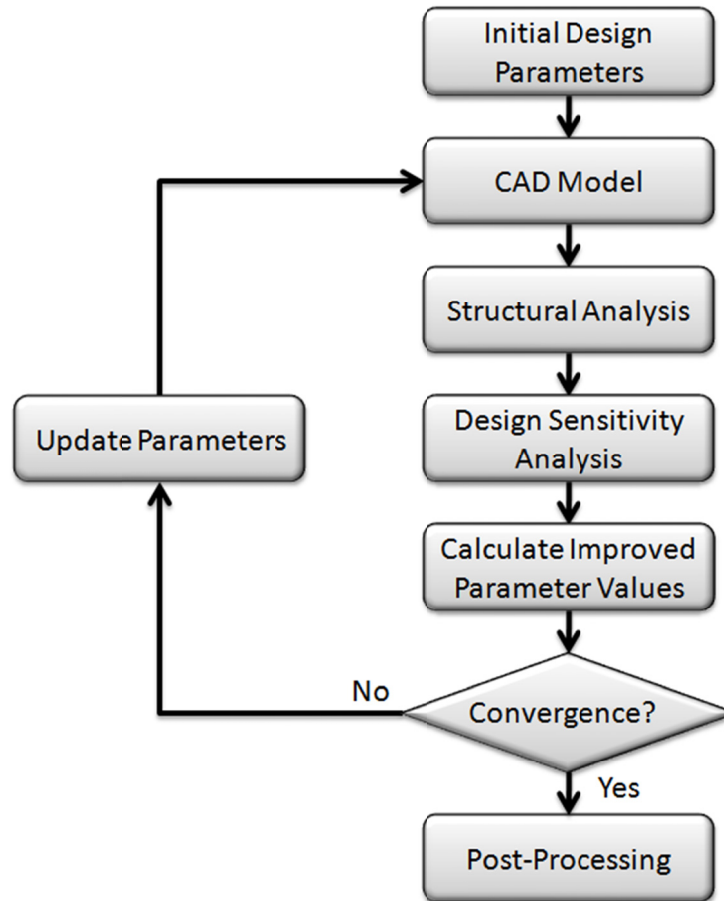 Initial Design
Parameters
CAD Model
Structural Analysis
Update Parameters
Design Sensitivity
Analysis
Calculate Improved
Parameter Values
No
Convergence?
Yes
Post-Processing